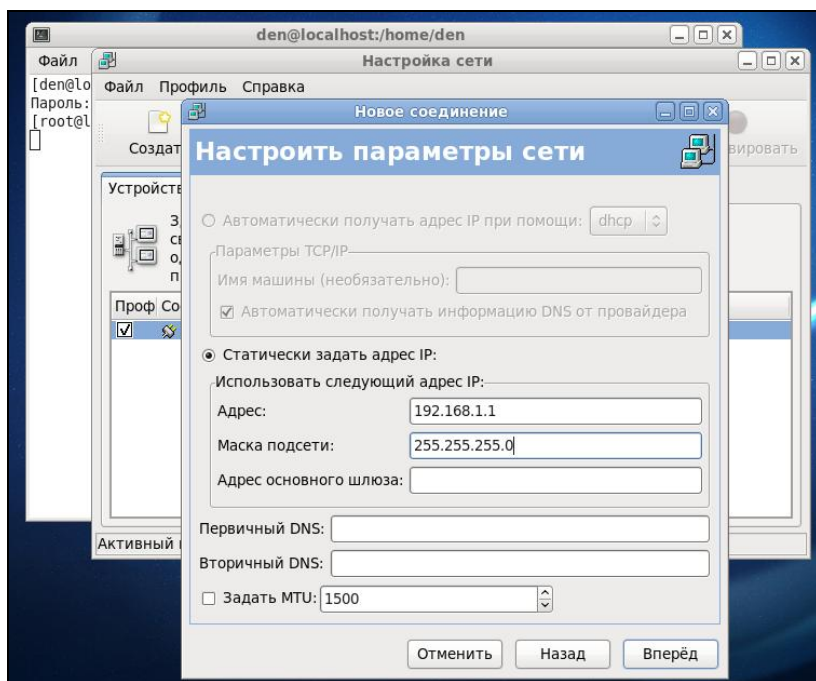 den@localhost:/home/den
Файл
Настройка сети
[den@lo
Файл Профиль Справка
Пароль:
[root@l
Новое соединение
Создат
Настроить параметры сети
вировать
Устройств
Автоматически получать адрес IP при помощи: dhcp
Параметры TCP/IP
Имя машины (необязательно):
Автоматически получать информацию DNS от провайдера
Проф Со
Статически задать адрес IP:
Использовать следующий адрес IP:
Адрес: 192.168.1.1
Маска подсети: 255.255.255.0
Адрес основного шлюза:
Первичный DNS:
Активный
Вторичный DNS:
Задать MTU: 1500
Отменить Назад Вперёд